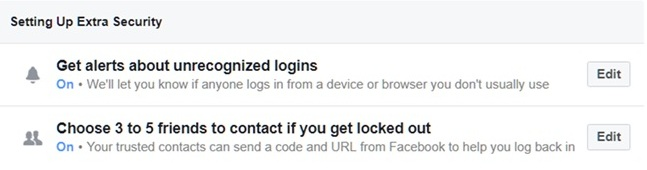 Setting Up Extra Security
Get alerts about unrecognized logins
On • We'll let you know if anyone logs in from a device or browser you don't usually use
Edit
Choose 3 to 5 friends to contact if you get locked out
On • Your trusted contacts can send a code and URL from Facebook to help you log back in
Edit